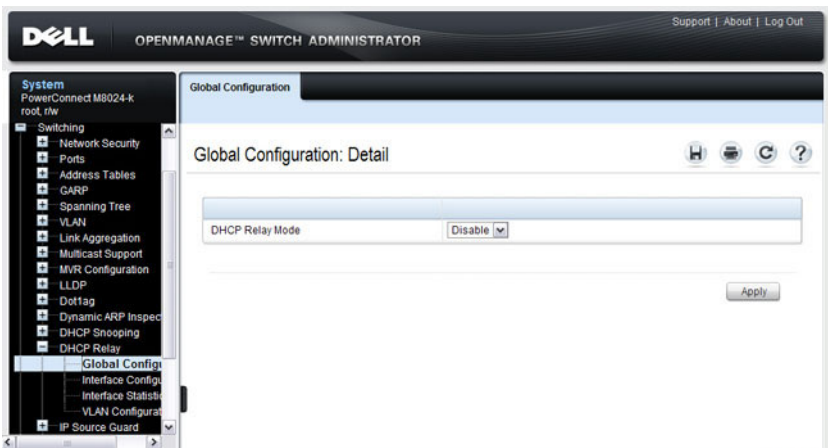 Support | About | Log Out
DELL
OPENMANAGE™ SWITCH ADMINISTRATOR
System
PowerConnect M8024-k
root, r/w
Switching
Network Security
Ports
Address Tables
GARP
Spanning Tree
VLAN
Link Aggregation
Multicast Support
MVR Configuration
LLDP
Dot1ag
Dynamic ARP Inspec
DHCP Snooping
DHCP Relay
Global Configu
Interface Configu
Interface Statistic
VLAN Configurat
IP Source Guard
Global Configuration
Global Configuration: Detail
?
DHCP Relay Mode
Disable
Apply